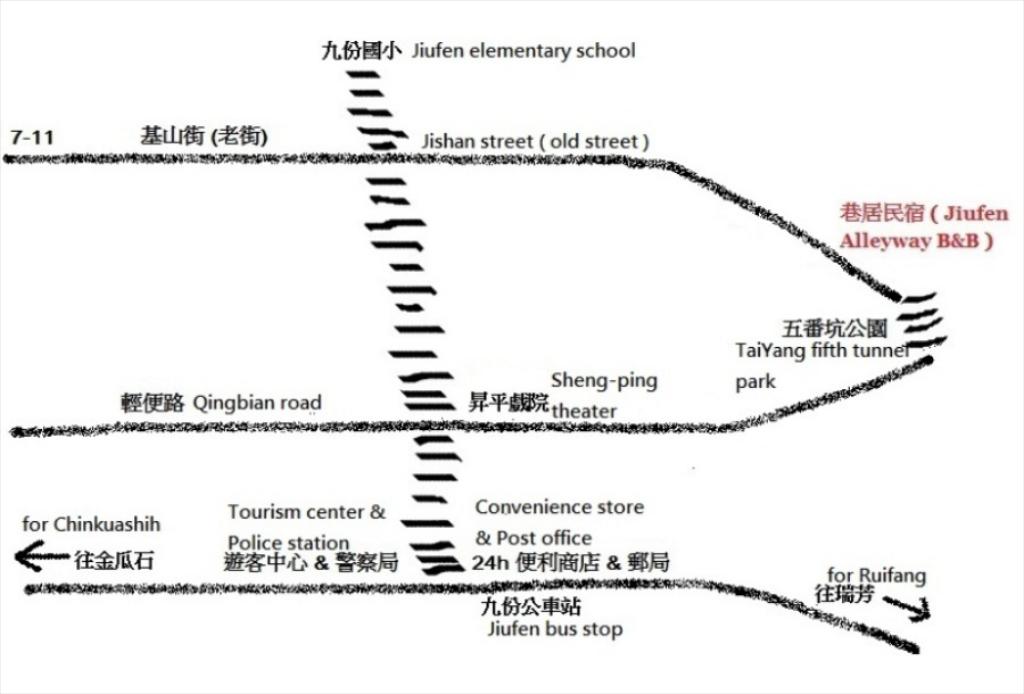 九份國小 Jiufen elementary school
7-11
基山街 (老街)
Jishan street ( old street )
巷居民宿 ( Jiufen
Alleyway B&B )
五番坑公園
TaiYang fifth tunnel
park
輕便路 Qingbian road
昇平戲院
Sheng-ping
theater
for Chinkuashih
往金瓜石
Tourism center &
Police station
遊客中心 & 警察局
Convenience store
& Post office
24h 便利商店 & 郵局
九份公車站
Jiufen bus stop
for Ruifang
往瑞芳